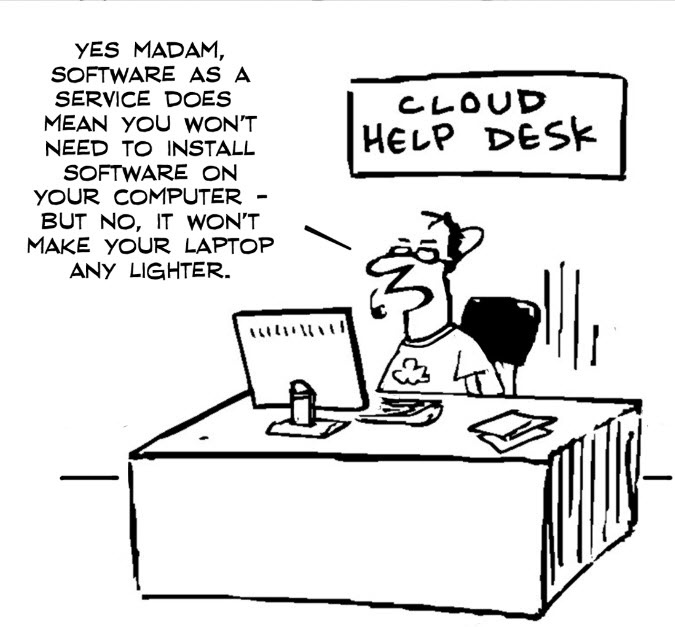 YES MADAM,
SOFTWARE AS A
SERVICE DOES
MEAN YOU WON'T
NEED TO INSTALL
SOFTWARE ON
YOUR COMPUTER -
BUT NO, IT WON'T
MAKE YOUR LAPTOP
ANY LIGHTER.
CLOUD
HELP DESK